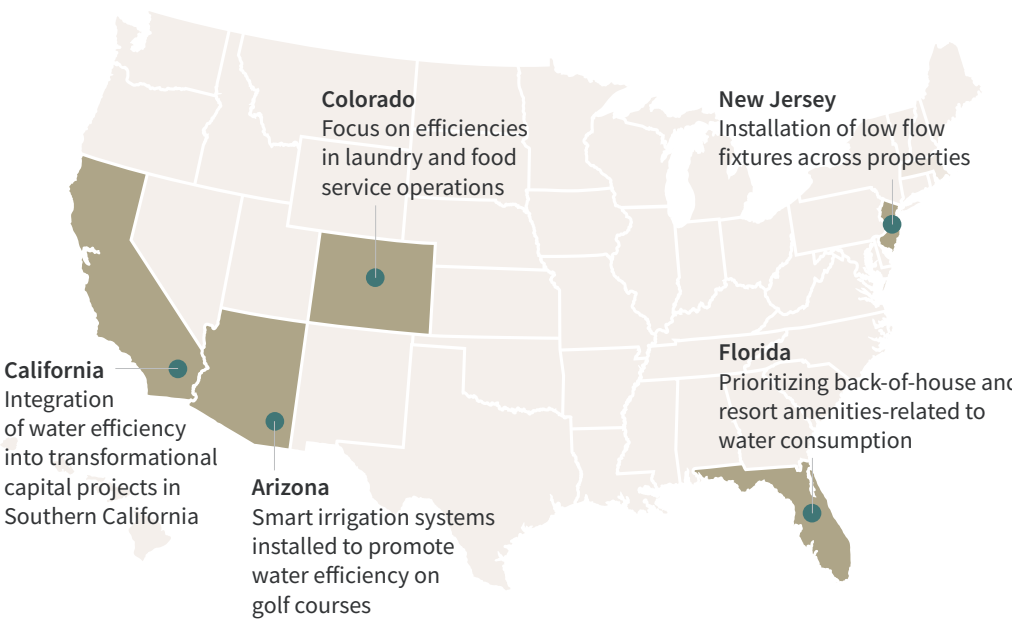 Colorado
Focus on efficiencies
in laundry and food
service operations
New Jersey
Installation of low flow
fixtures across properties
California
Integration
of water efficiency
into transformational
capital projects in
Southern California
Arizona
Smart irrigation systems
installed to promote
water efficiency on
golf courses
Florida
Prioritizing back-of-house and
resort amenities-related to
water consumption